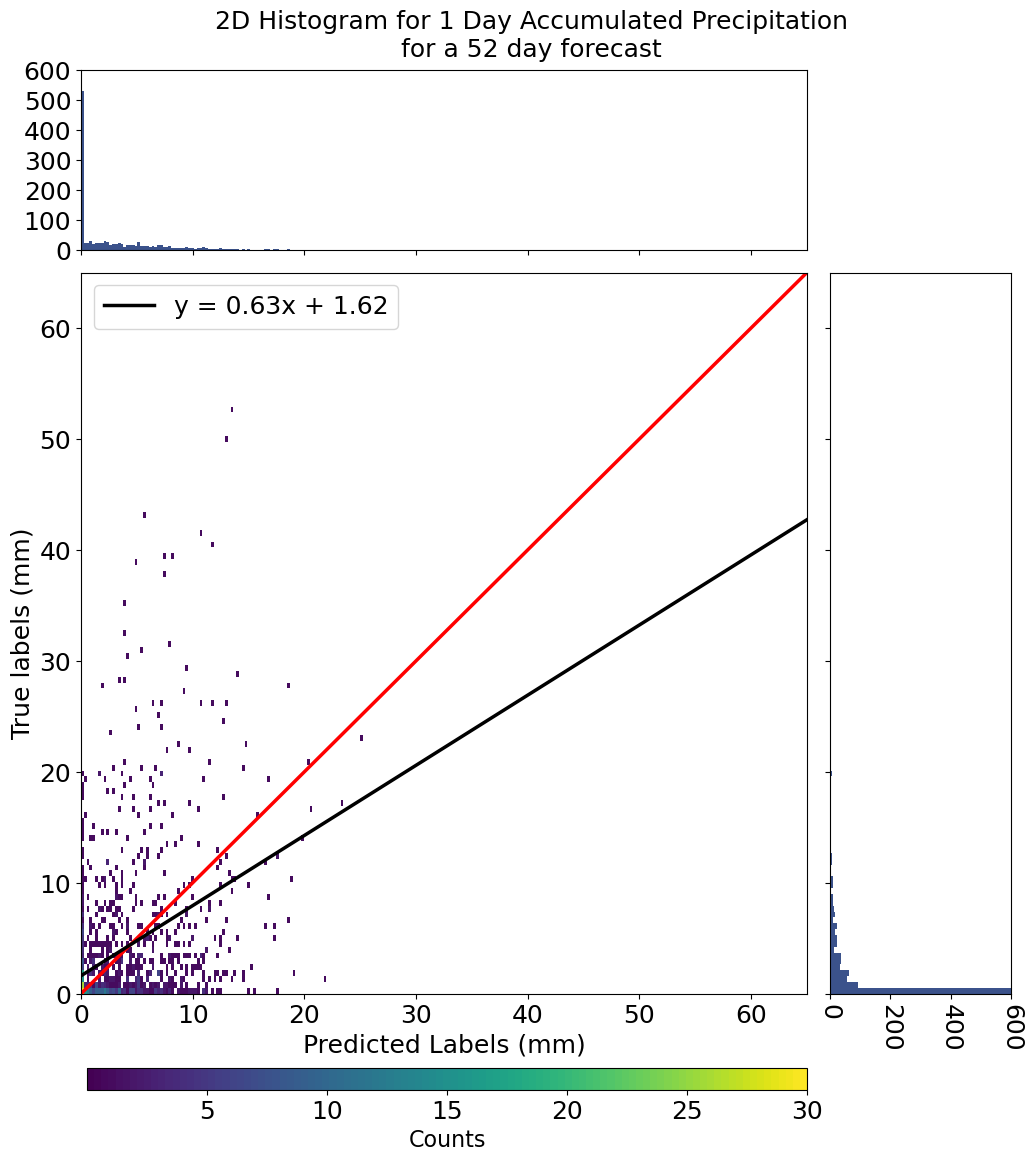 2D Histogram for 1 Day Accumulated Precipitation
for a 52 day forecast
600
500
400
300
200
100
0
y = 0.63x + 1.62
60
50
40
30
20
10
0
True labels (mm)
0 10 20 30 40 50 60
Predicted Labels (mm)
0 200 400 600
5 10 15 20 25 30
Counts